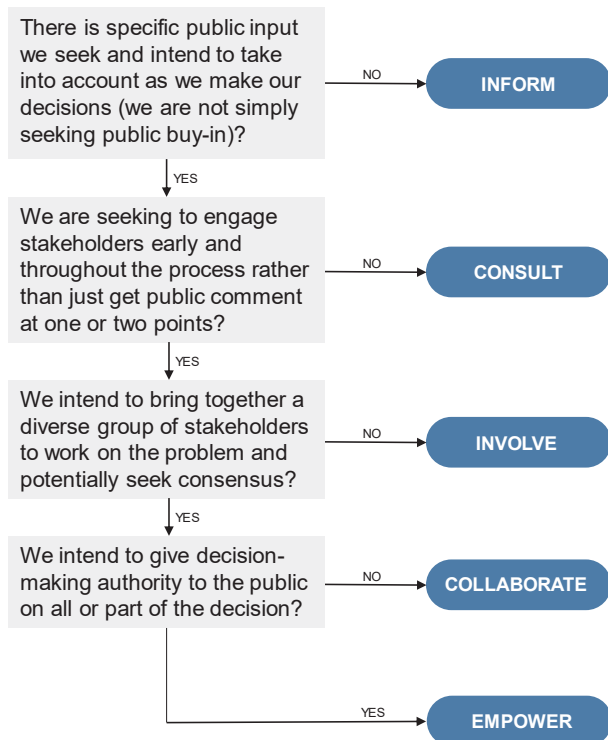 There is specific public input
we seek and intend to take
into account as we make our
decisions (we are not simply
seeking public buy-in)?
NO
INFORM
YES
We are seeking to engage
stakeholders early and
throughout the process rather
than just get public comment
at one or two points?
NO
CONSULT
YES
We intend to bring together a
diverse group of stakeholders
to work on the problem and
potentially seek consensus?
NO
INVOLVE
YES
We intend to give decision-
making authority to the public
on all or part of the decision?
NO
COLLABORATE
YES
EMPOWER